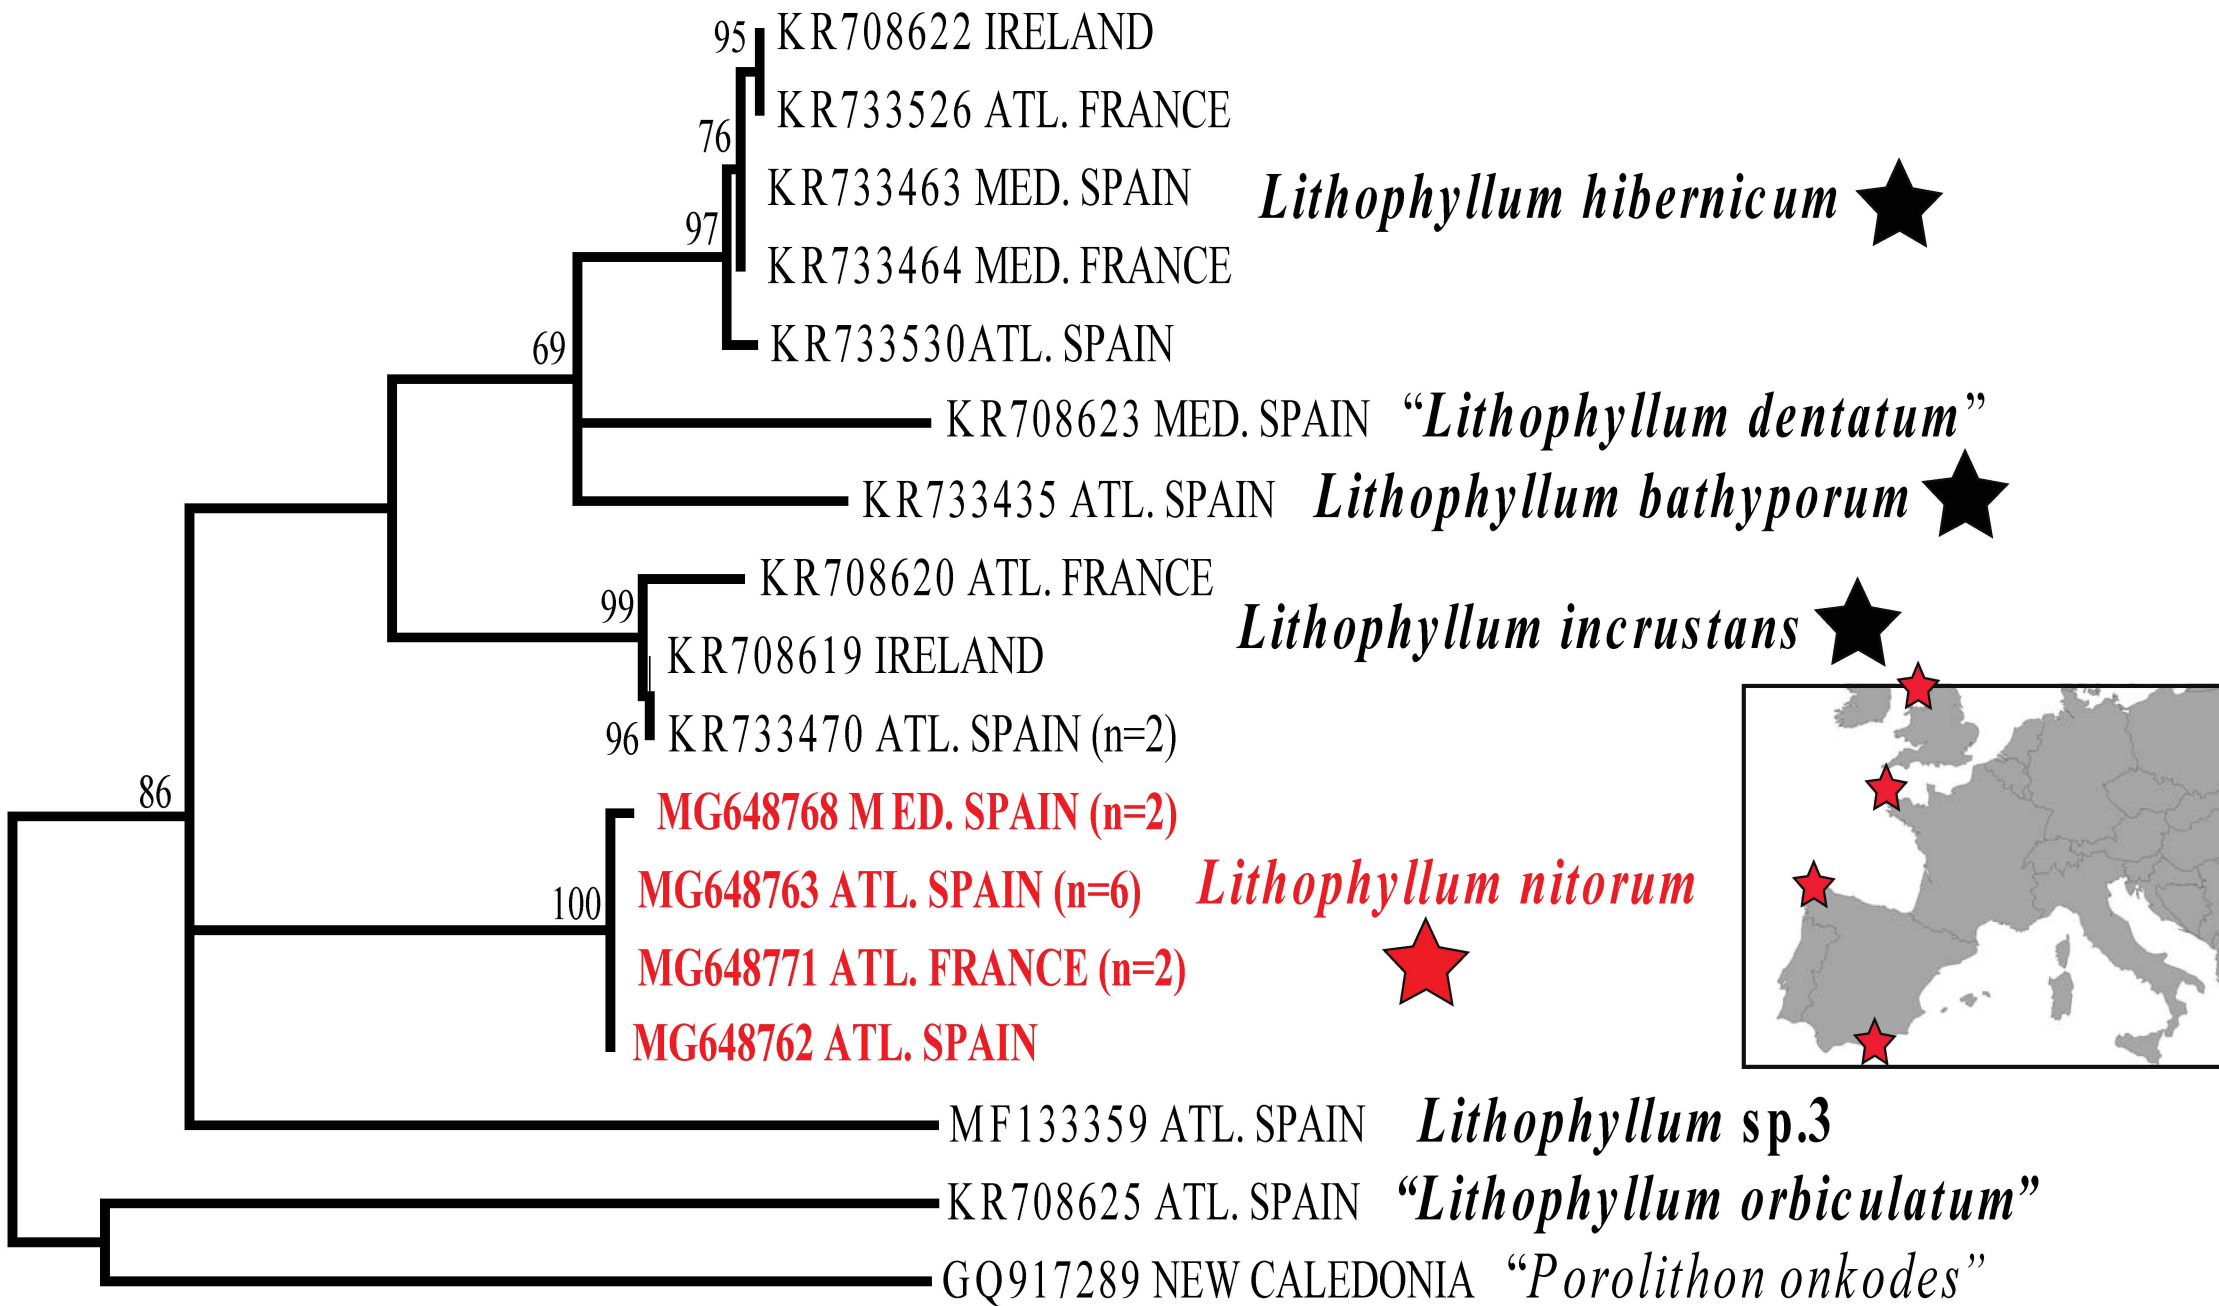 95 KR708622 IRELAND
KR733526 ATL. FRANCE
76
KR733463 MED. SPAIN Lithophyllum hibernicum
97
KR733464 MED. FRANCE
69 KR733530ATL. SPAIN
KR708623 MED. SPAIN “Lithophyllum dentatum”
KR733435 ATL. SPAIN Lithophyllum bathyporum
KR708620 ATL. FRANCE
99
Lithophyllum incrustans
KR708619 IRELAND
96 KR733470 ATL. SPAIN (n=2)
86
MG648768 MED. SPAIN (n=2)
MG648763 ATL. SPAIN (n=6) Lithophyllum nitorum
100
MG648771 ATL. FRANCE (n=2)
MG648762 ATL. SPAIN
MF133359 ATL. SPAIN Lithophyllum sp.3
KR708625 ATL. SPAIN “Lithophyllum orbiculatum”
GQ917289 NEW CALEDONIA “Porolithon onkodes”